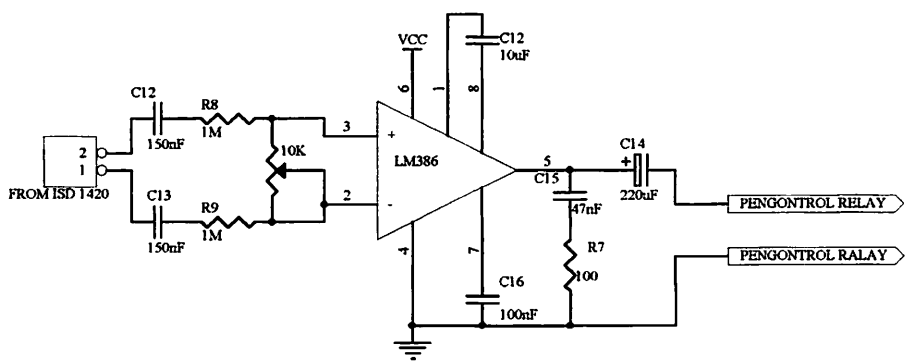 VCC
C12
10uF
6
1
8
C12
150nF
R8
1M
3
+
10K
LM386
2
1
FROM ISD 1420
C13
150nF
R9
1M
2
-
5
C15
47nF
C14
+
220uF
PENGONTROL RELAY
4
7
R7
100
PENGONTROL RALAY
C16
100nF